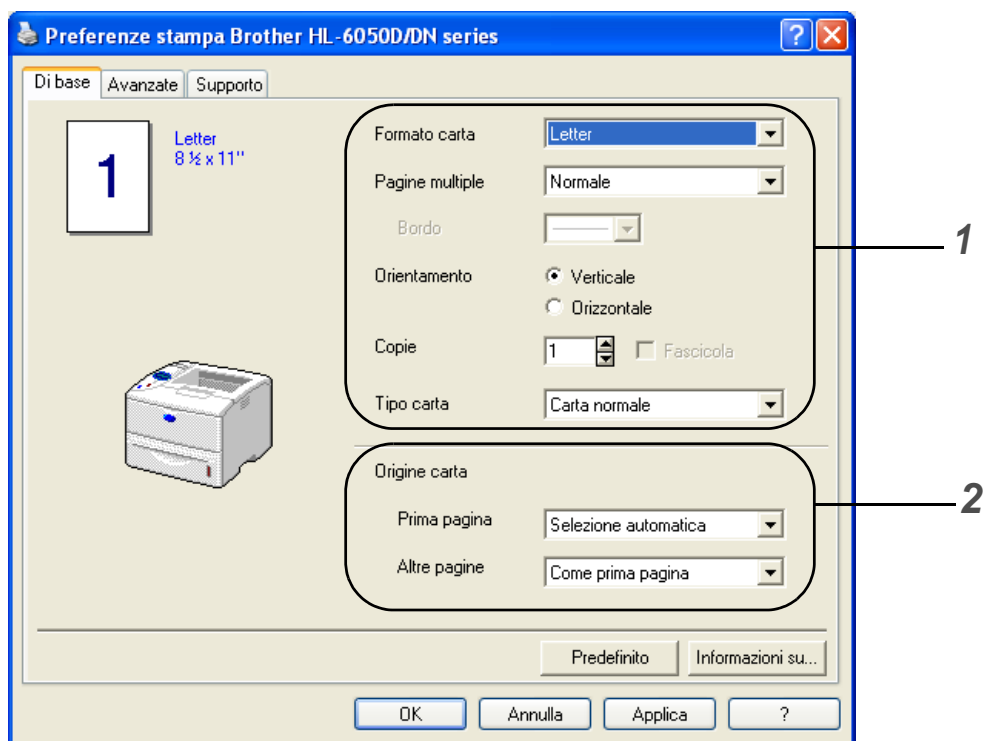 Preferenze stampa Brother HL-6050D/DN series
Di base Avanzate Supporto
1
Letter
8 ½ x 11"
Formato carta Letter
Pagine multiple Normale
Bordo
Orientamento Verticale
Orizzontale
Copie 1 Fascicola
Tipo carta Carta normale
1
Origine carta
Prima pagina Selezione automatica
Altre pagine Come prima pagina
2
Predefinito Informazioni su...
OK Annulla Applica ?